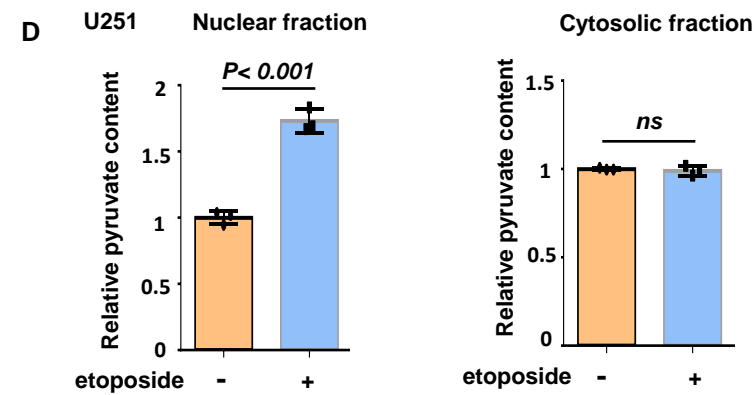 D
U251
Nuclear fraction
Relative pyruvate content
2
1.5
1
0.5
0
P< 0.001
etoposide - +
Cytosolic fraction
Relative pyruvate content
1.5
1
0.5
0
ns
etoposide - +